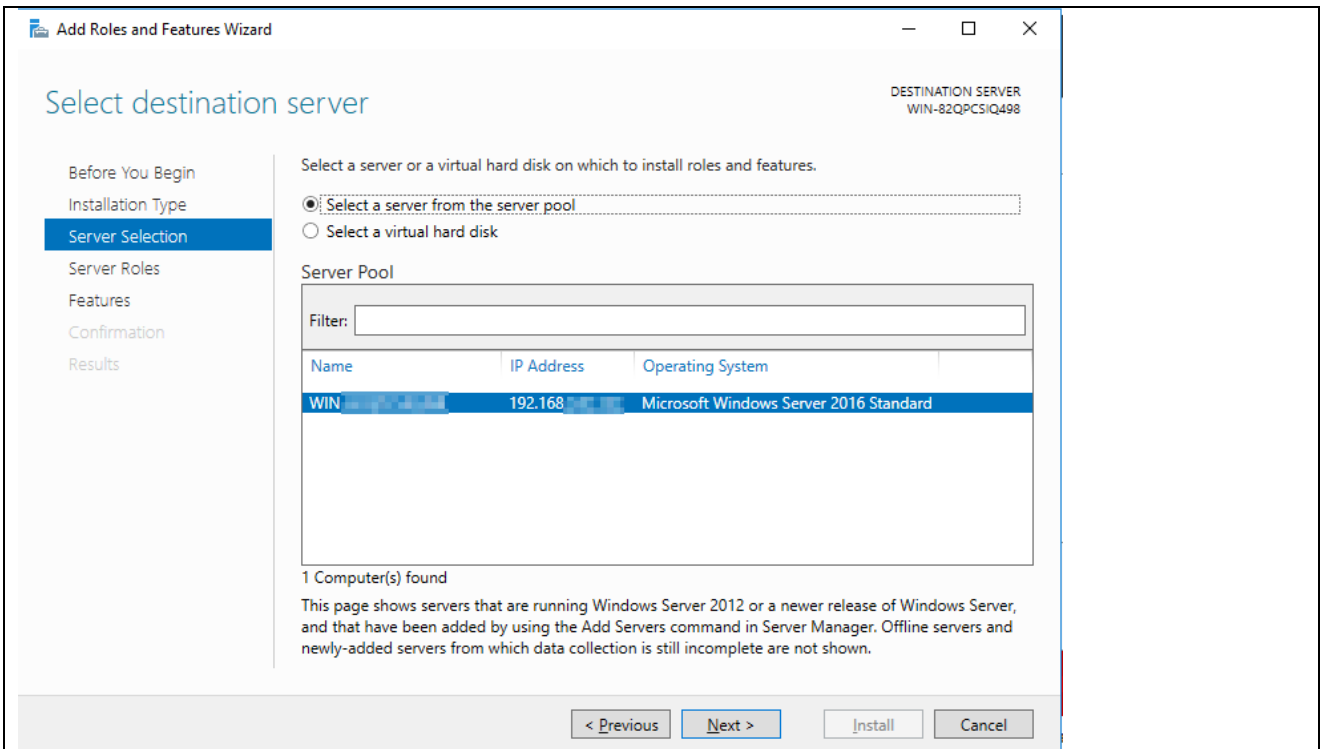 Add Roles and Features Wizard
Select destination server
DESTINATION SERVER
WIN-82QPCSIQ498
Before You Begin
Installation Type
Server Selection
Server Roles
Features
Confirmation
Results
Select a server or a virtual hard disk on which to install roles and features.
Select a server from the server pool
Select a virtual hard disk
Server Pool
Filter:
Name IP Address Operating System
WIN 192.168 Microsoft Windows Server 2016 Standard
1 Computer(s) found
This page shows servers that are running Windows Server 2012 or a newer release of Windows Server,
and that have been added by using the Add Servers command in Server Manager. Offline servers and
newly-added servers from which data collection is still incomplete are not shown.
< Previous Next > Install Cancel